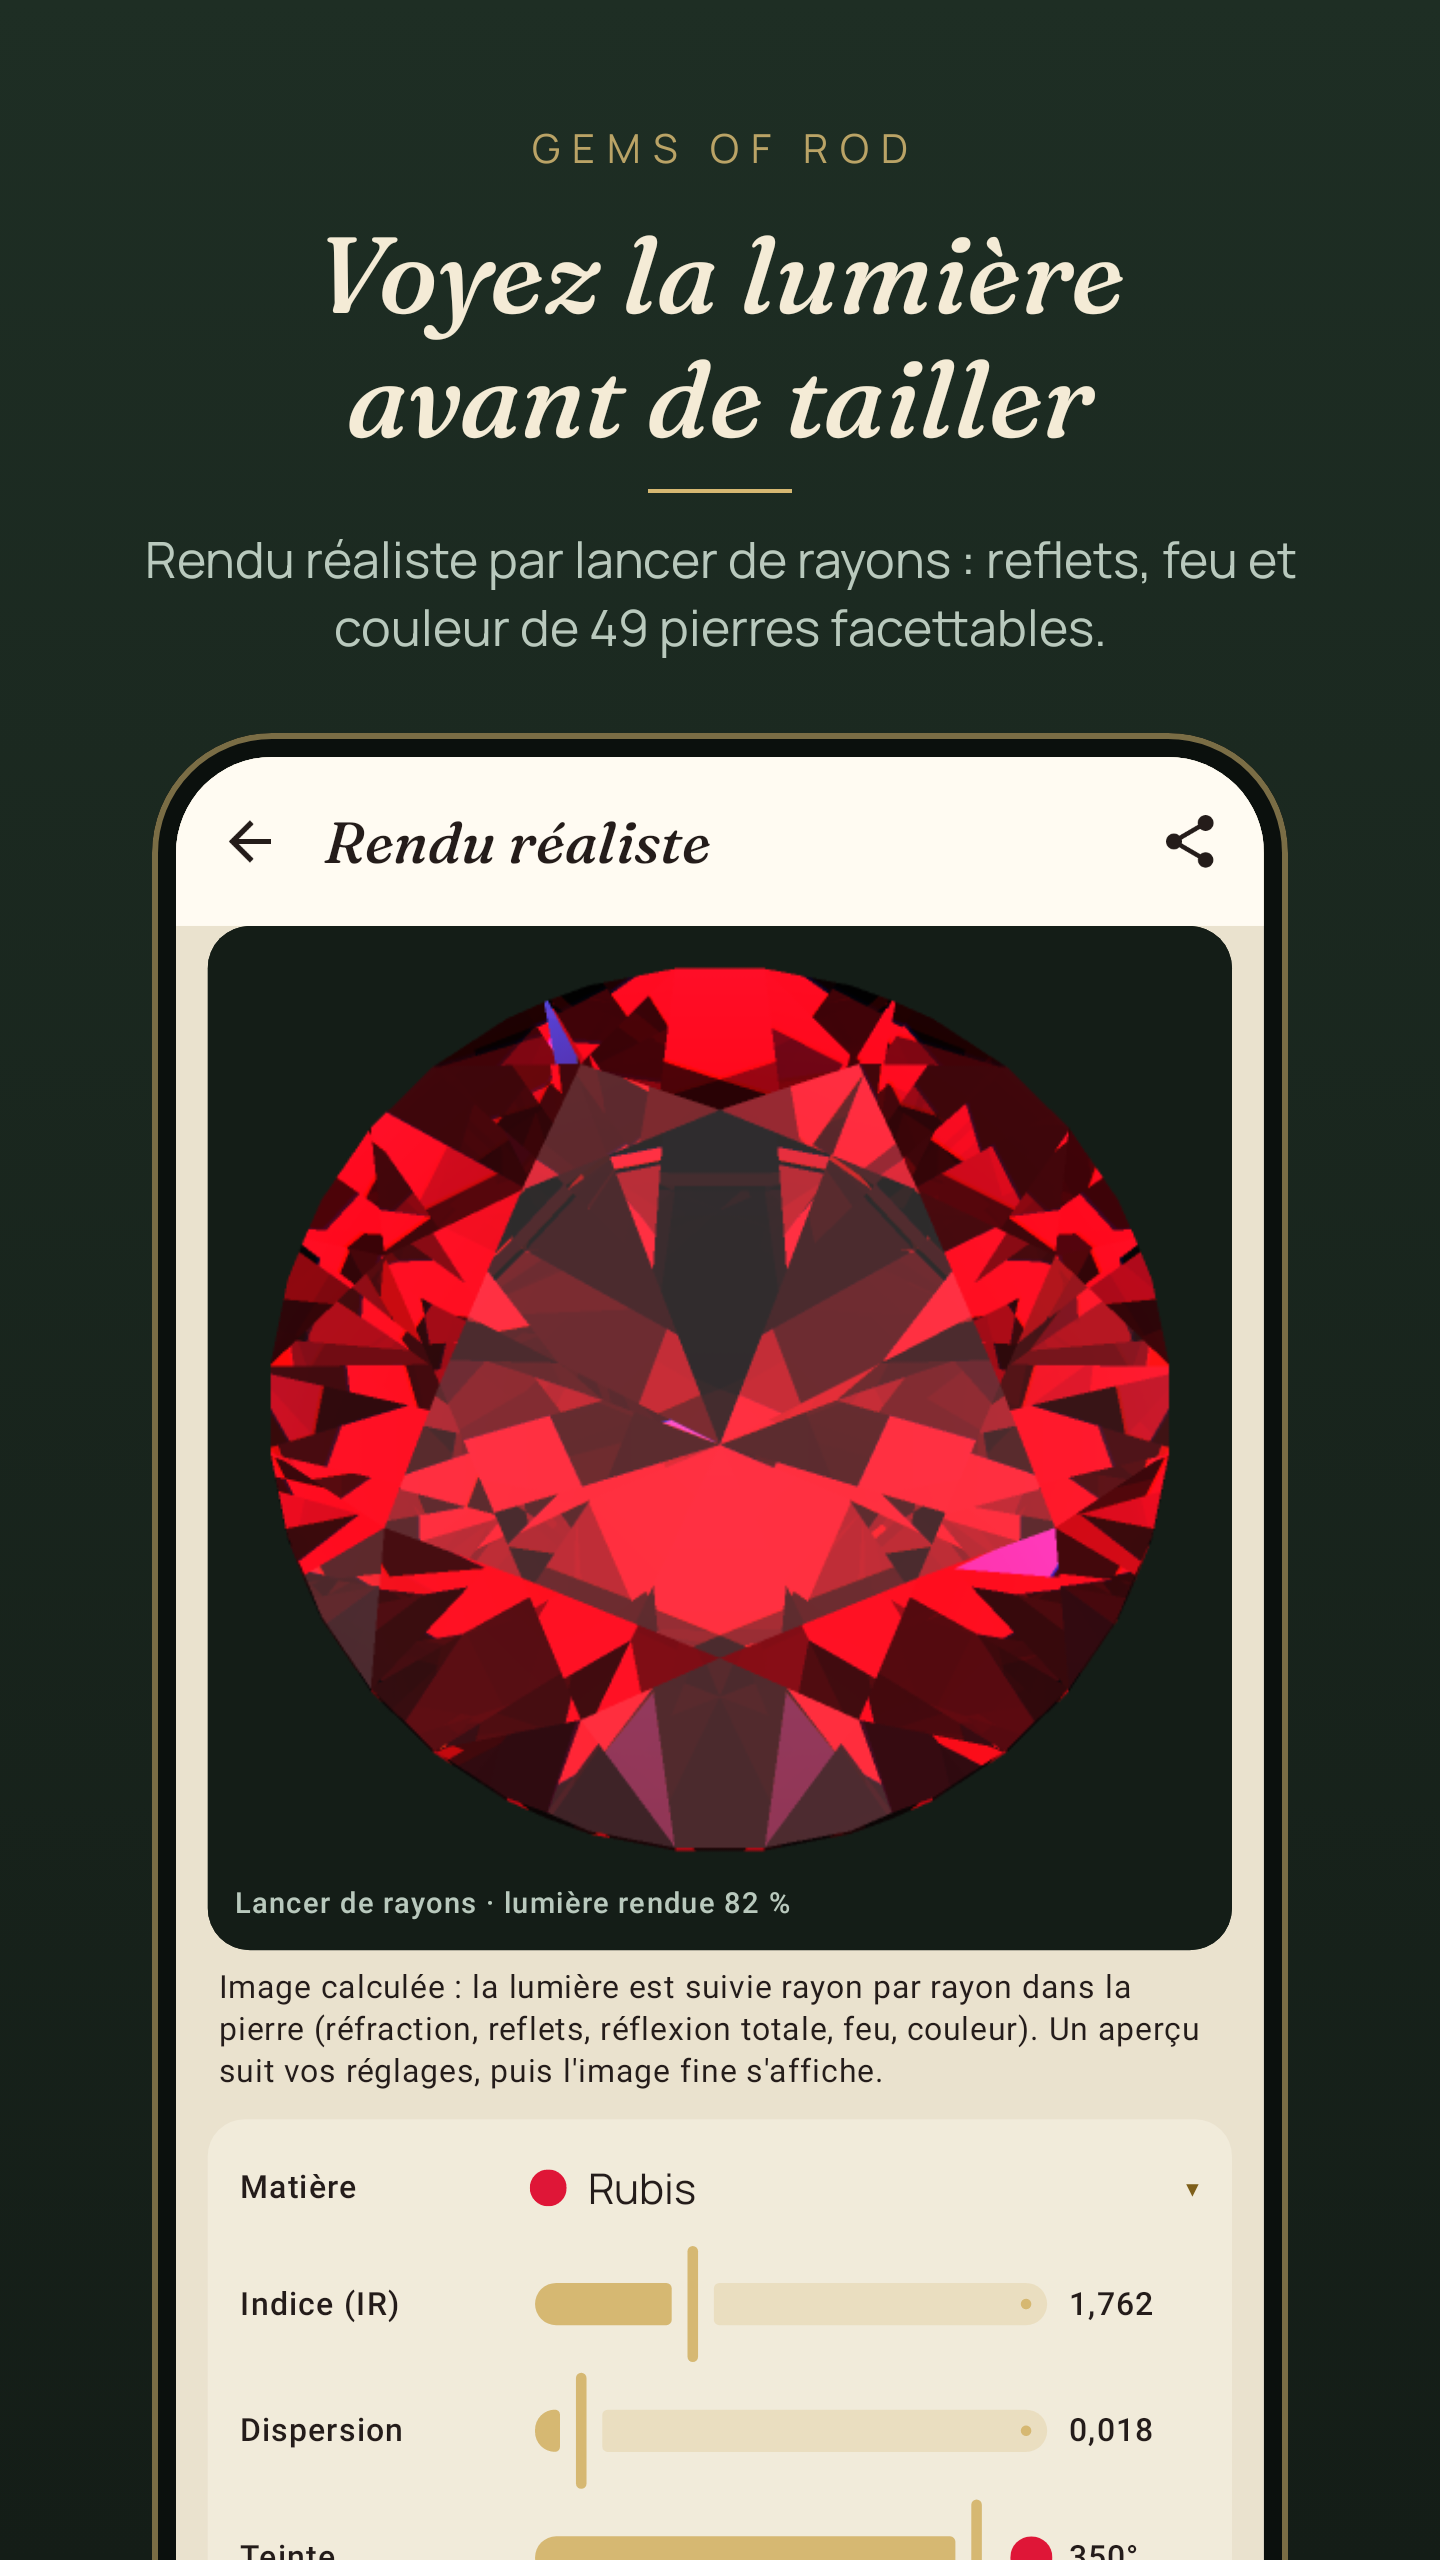 GEMS OF ROD
Voyez la lumière
avant de tailler
Rendu réaliste par lancer de rayons : reflets, feu et
couleur de 49 pierres facettables.
Rendu réaliste
Lancer de rayons · lumière rendue 82 %
Image calculée : la lumière est suivie rayon par rayon dans la
pierre (réfraction, reflets, réflexion totale, feu, couleur). Un aperçu
suit vos réglages, puis l'image fine s'affiche.
Matière Rubis
Indice (IR) 1,762
Dispersion 0,018
Teinte 350°